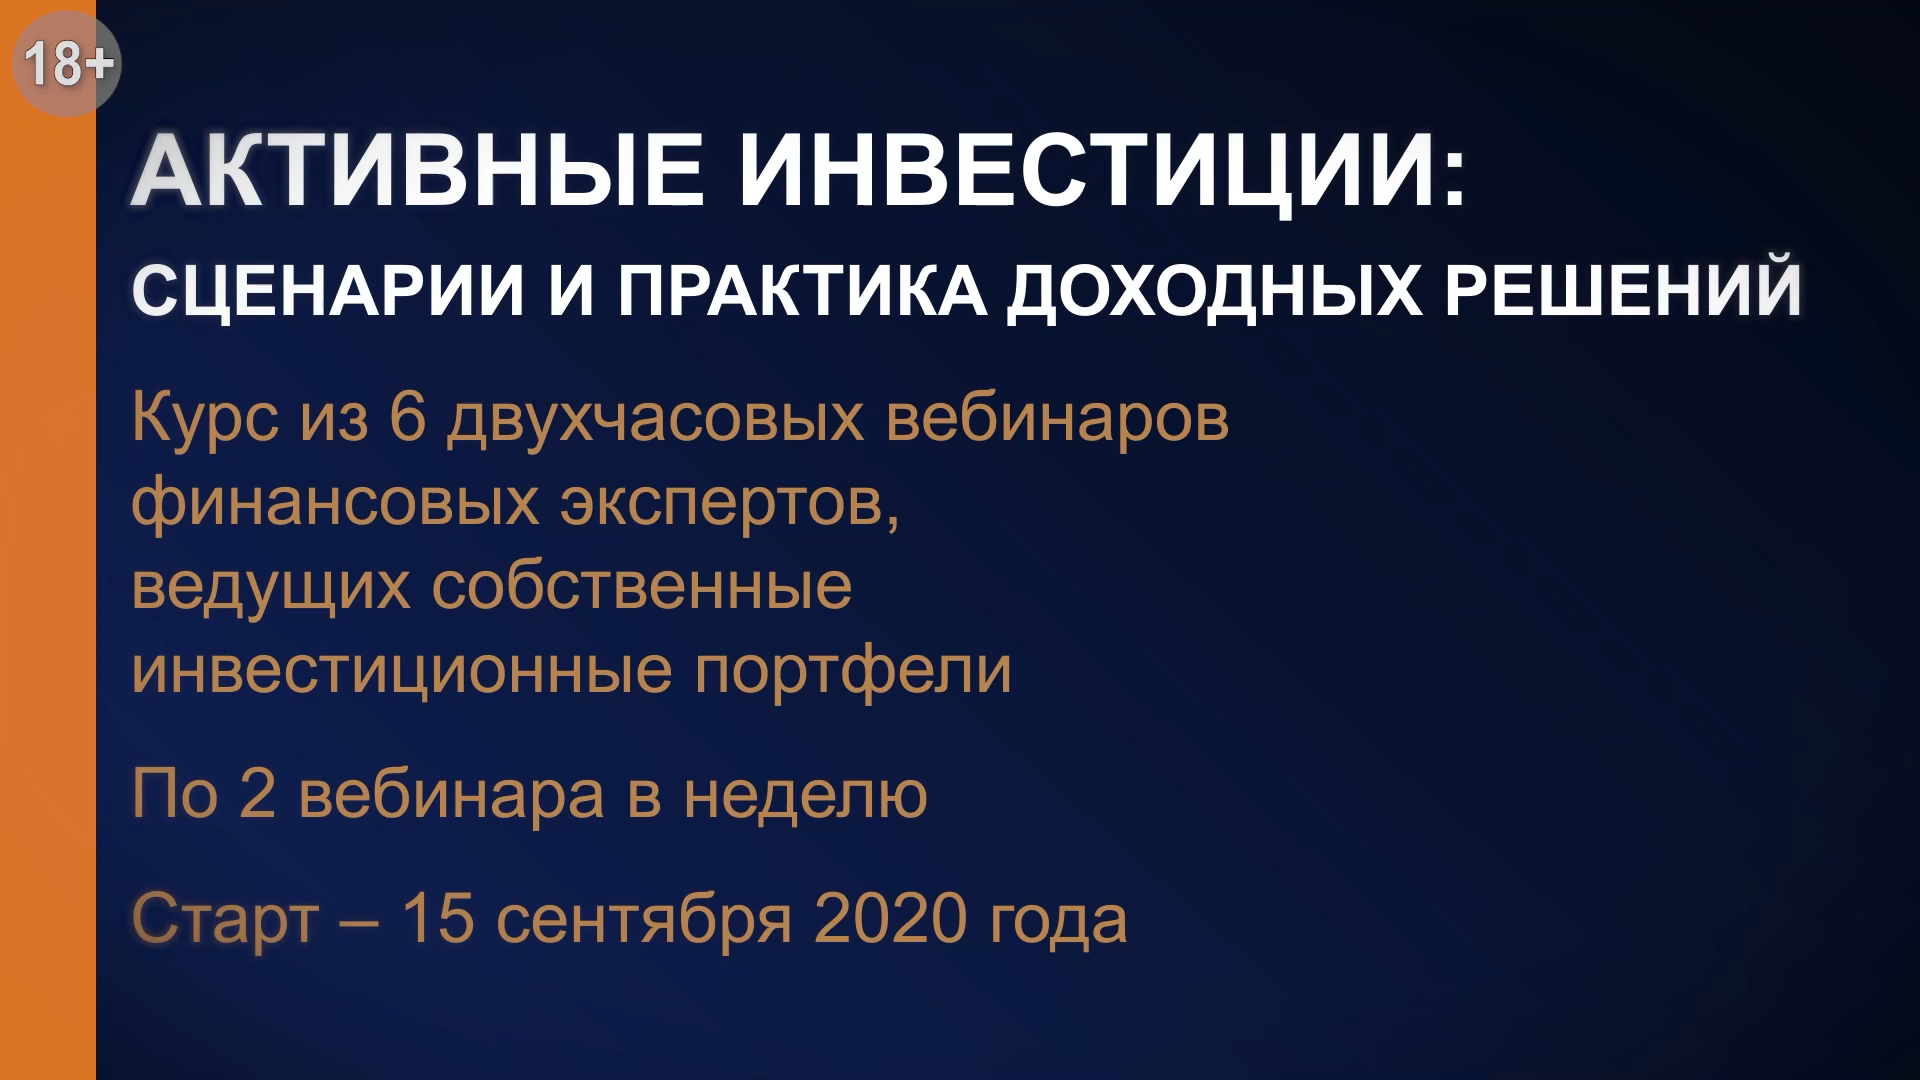 18+
АКТИВНЫЕ ИНВЕСТИЦИИ:
СЦЕНАРИИ И ПРАКТИКА ДОХОДНЫХ РЕШЕНИЙ
Курс из 6 двухчасовых вебинаров
финансовых экспертов,
ведущих собственные
инвестиционные портфели
По 2 вебинара в неделю
Старт – 15 сентября 2020 года